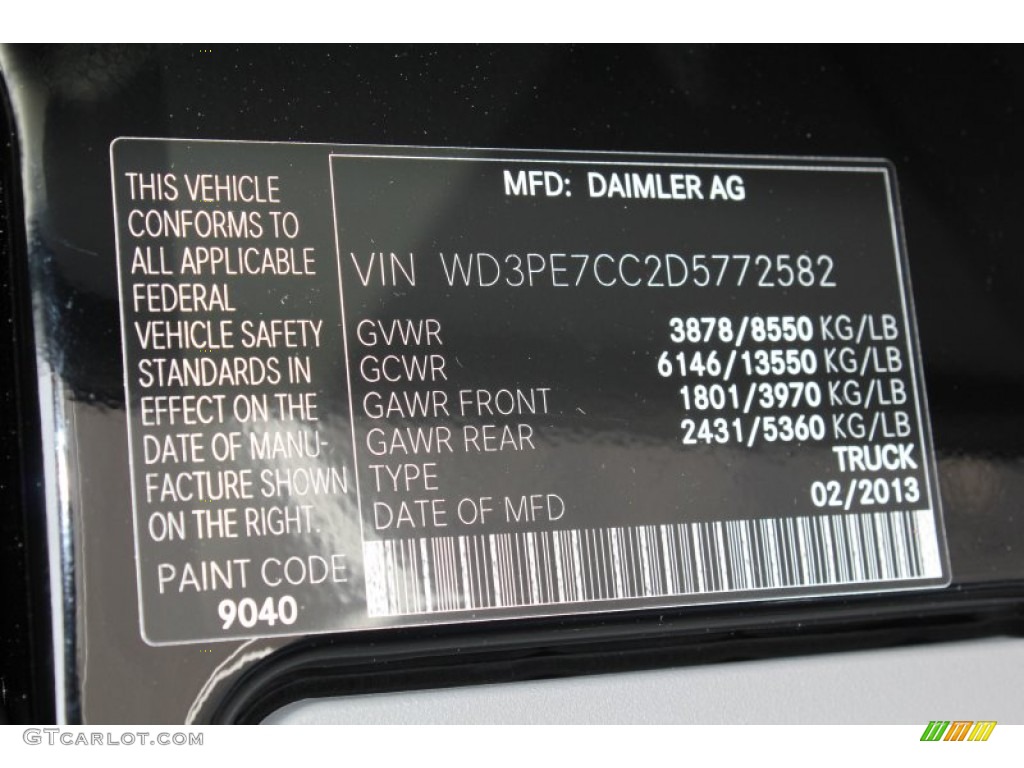 MFD: DAIMLER AG
THIS VEHICLE
CONFORMS TO
ALL APPLICABLE
FEDERAL
VEHICLE SAFETY
STANDARDS IN
EFFECT ON THE
DATE OF MANU-
FACTURE SHOWN
ON THE RIGHT.
PAINT CODE
9040
VIN WD3PE7CC2D5772582
GVWR 3878/8550 KG/LB
GCWR 6146/13550 KG/LB
GAWR FRONT 1801/3970 KG/LB
GAWR REAR 2431/5360 KG/LB
TYPE TRUCK
DATE OF MFD 02/2013
GTCARLOT.COM